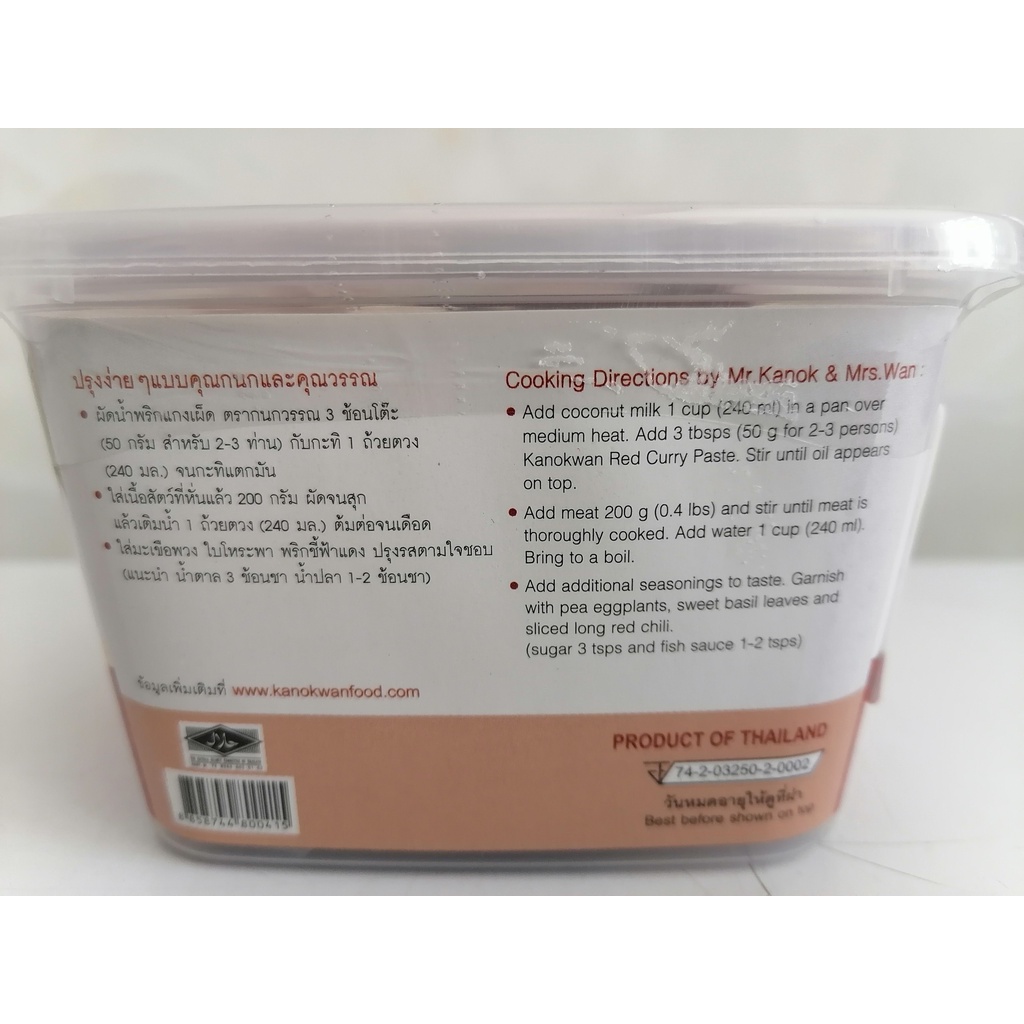 ปรุงง่าย ๆแบบคุณกนกและคุณวรรณ
• ผัดน้ำพริกแกงเผ็ด ตรากนกวรรณ 3 ช้อนโต๊ะ
(50 กรัม สำหรับ 2-3 ท่าน) กับกะทิ 1 ถ้วยตวง
(240 มล.) จนกะทิแตกมัน
• ใส่เนื้อสัตว์ที่หั่นแล้ว 200 กรัม ผัดจนสุก
แล้วเติมน้ำ 1 ถ้วยตวง (240 มล.) ต้มต่อจนเดือด
• ใส่มะเขือพวง ใบโหระพา พริกชี้ฟ้าแดง ปรุงรสตามใจชอบ
(แนะนำ น้ำตาล 3 ช้อนชา น้ำปลา 1-2 ช้อนชา)
ข้อมูลเพิ่มเติมที่ www.kanokwanfood.com
Cooking Directions by Mr.Kanok & Mrs.Wan :
• Add coconut milk 1 cup (240 ml) in a pan over
medium heat. Add 3 tbsps (50 g for 2-3 persons)
Kanokwan Red Curry Paste. Stir until oil appears
on top.
• Add meat 200 g (0.4 lbs) and stir until meat is
thoroughly cooked. Add water 1 cup (240 ml).
Bring to a boil.
• Add additional seasonings to taste. Garnish
with pea eggplants, sweet basil leaves and
sliced long red chili.
(sugar 3 tsps and fish sauce 1-2 tsps)
حلال
8 858744 800415
PRODUCT OF THAILAND
74-2-03250-2-0002
วันหมดอายุให้ดูที่ฝา
Best before shown on top